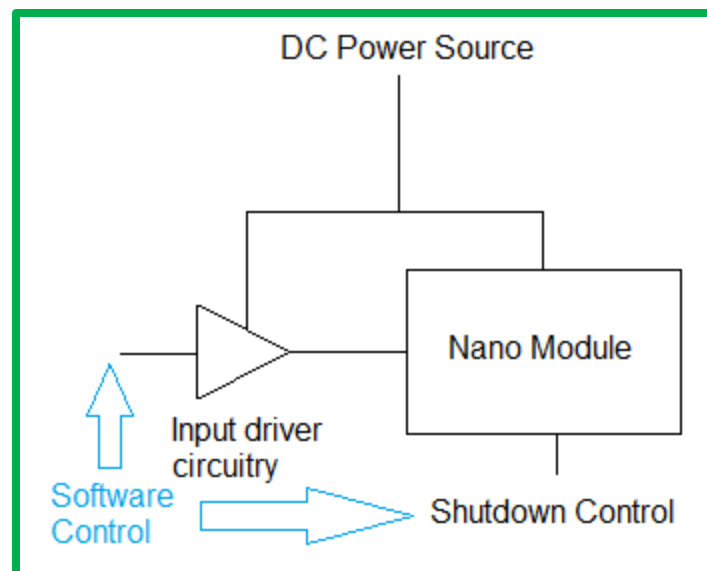 DC Power Source
Nano Module
Input driver
circuitry
Software
Control
Shutdown Control